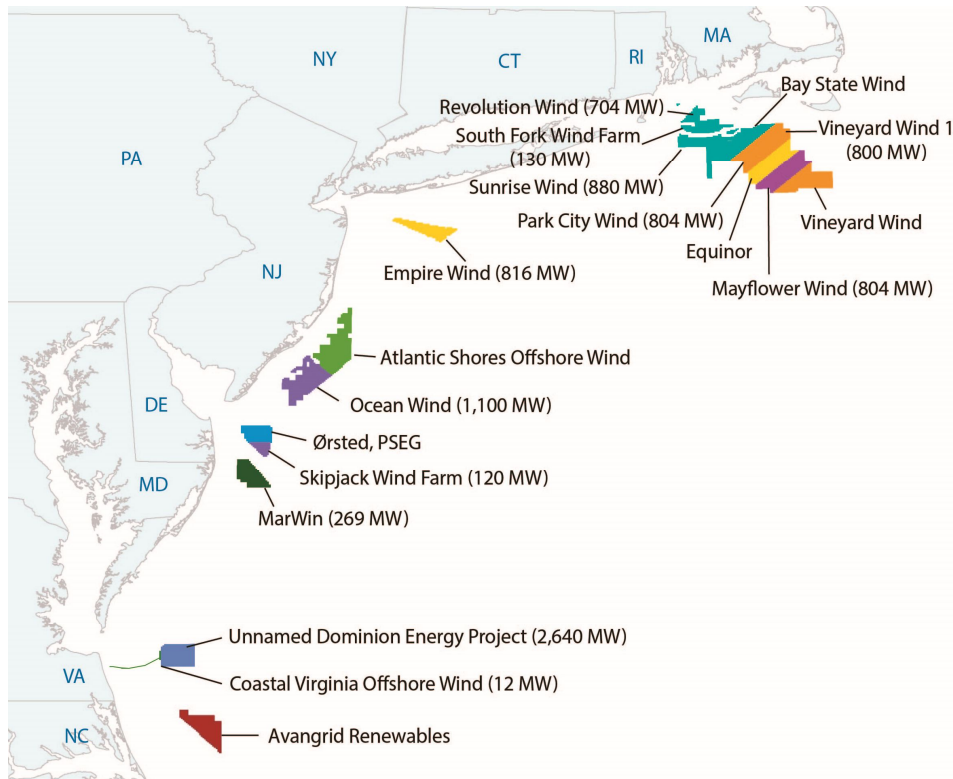 NY
CT
RI
MA
PA
NJ
DE
MD
VA
NC
Bay State Wind
Revolution Wind (704 MW)
South Fork Wind Farm
(130 MW)
Vineyard Wind 1
(800 MW)
Sunrise Wind (880 MW)
Park City Wind (804 MW)
Vineyard Wind
Equinor
Mayflower Wind (804 MW)
Empire Wind (816 MW)
Atlantic Shores Offshore Wind
Ocean Wind (1,100 MW)
Ørsted, PSEG
Skipjack Wind Farm (120 MW)
MarWin (269 MW)
Unnamed Dominion Energy Project (2,640 MW)
Coastal Virginia Offshore Wind (12 MW)
Avangrid Renewables